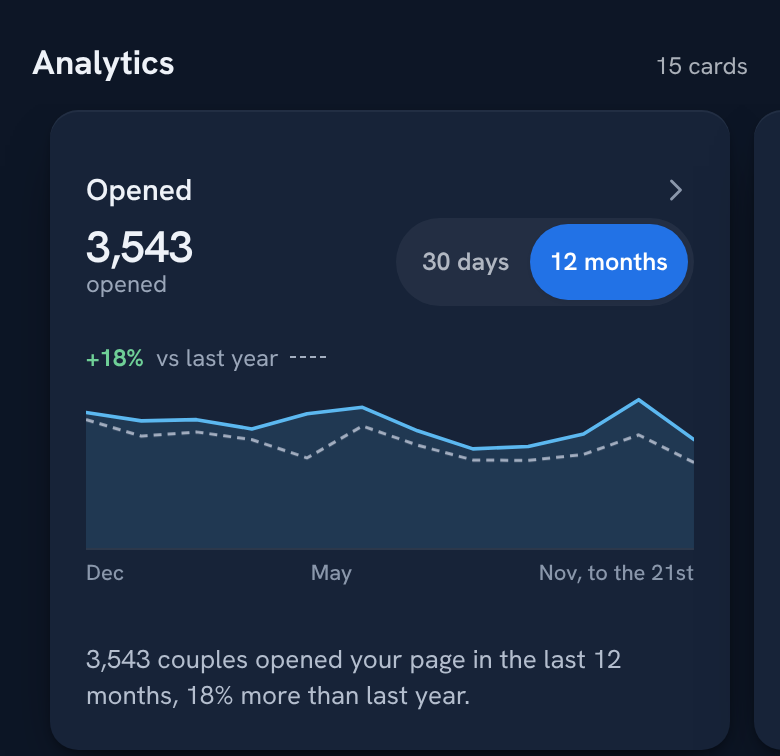 Analytics
15 cards
Opened
3,543
opened
30 days
12 months
+18% vs last year
Dec
May
Nov, to the 21st
3,543 couples opened your page in the last 12
months, 18% more than last year.